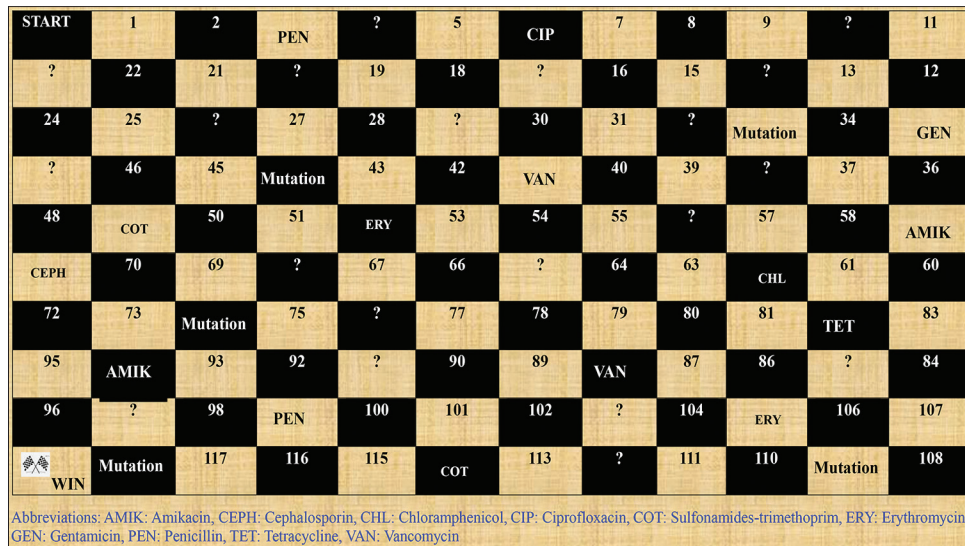 START 1 2 PEN ? 5 CIP 7 8 9 ? 11
? 22 21 ? 19 18 ? 16 15 ? 13 12
24 25 ? 27 28 ? 30 31 ? Mutation 34 GEN
? 46 45 Mutation 43 42 VAN 40 39 ? 37 36
48 COT 50 51 ERY 53 54 55 ? 57 58 AMIK
CEPH 70 69 ? 67 66 ? 64 63 CHL 61 60
72 73 Mutation 75 ? 77 78 79 80 81 TET 83
95 AMIK 93 92 ? 90 89 VAN 87 86 ? 84
96 ? 98 PEN 100 101 102 ? 104 ERY 106 107
WIN Mutation 117 116 115 COT 113 ? 111 110 Mutation 108
Abbreviations: AMIK: Amikacin, CEPH: Cephalosporin, CHL: Chloramphenicol, CIP: Ciprofloxacin, COT: Sulfonamides-trimethoprim, ERY: Erythromycin
GEN: Gentamicin, PEN: Penicillin, TET: Tetracycline, VAN: Vancomycin